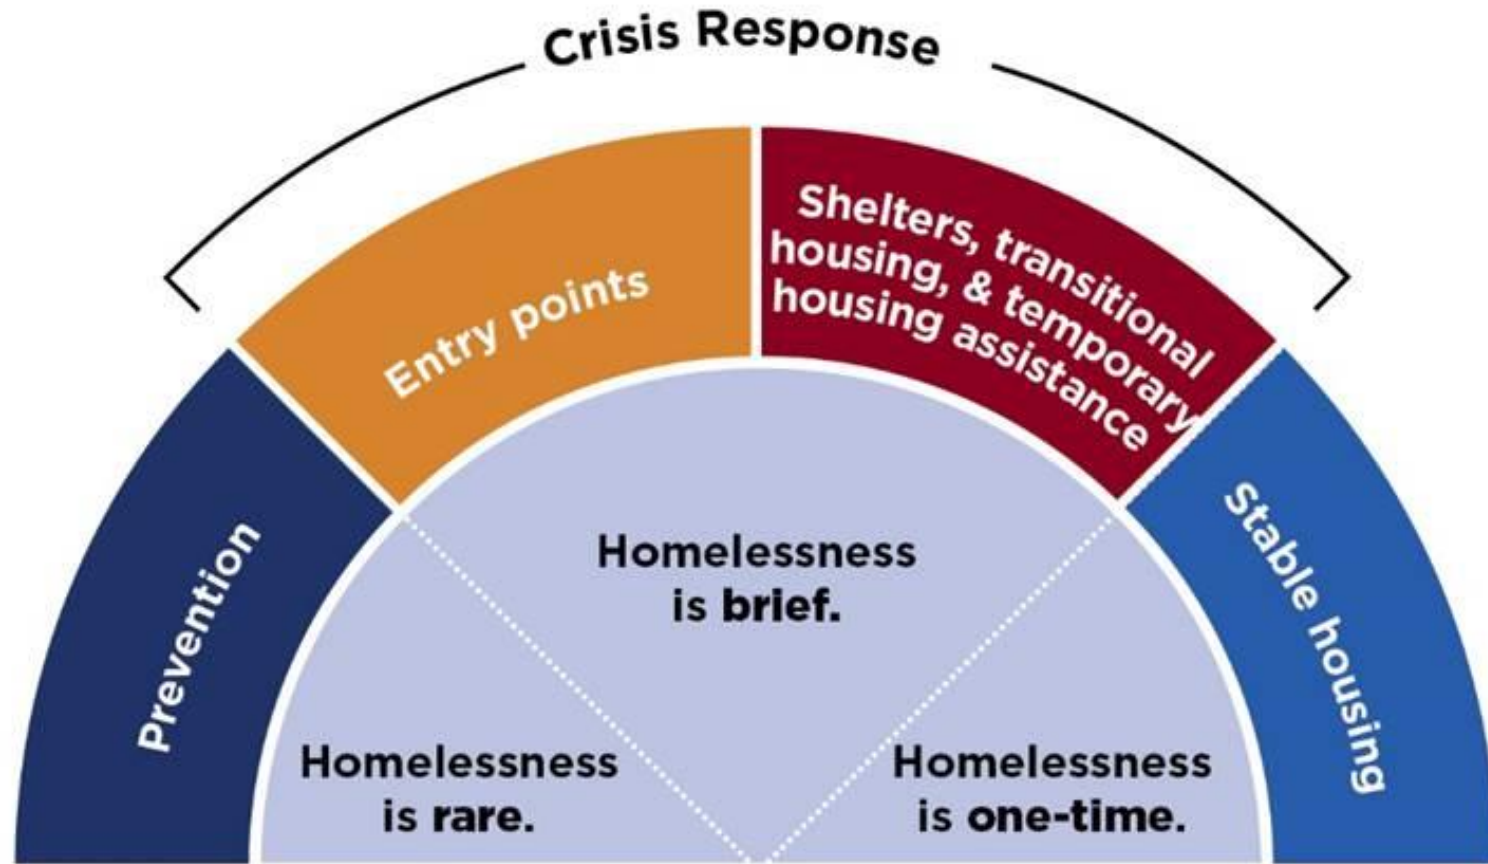 Crisis Response
Entry points
Shelters, transitional
housing, & temporary
housing assistance
Prevention
Stable housing
Homelessness
is brief.
Homelessness
is rare.
Homelessness
is one-time.